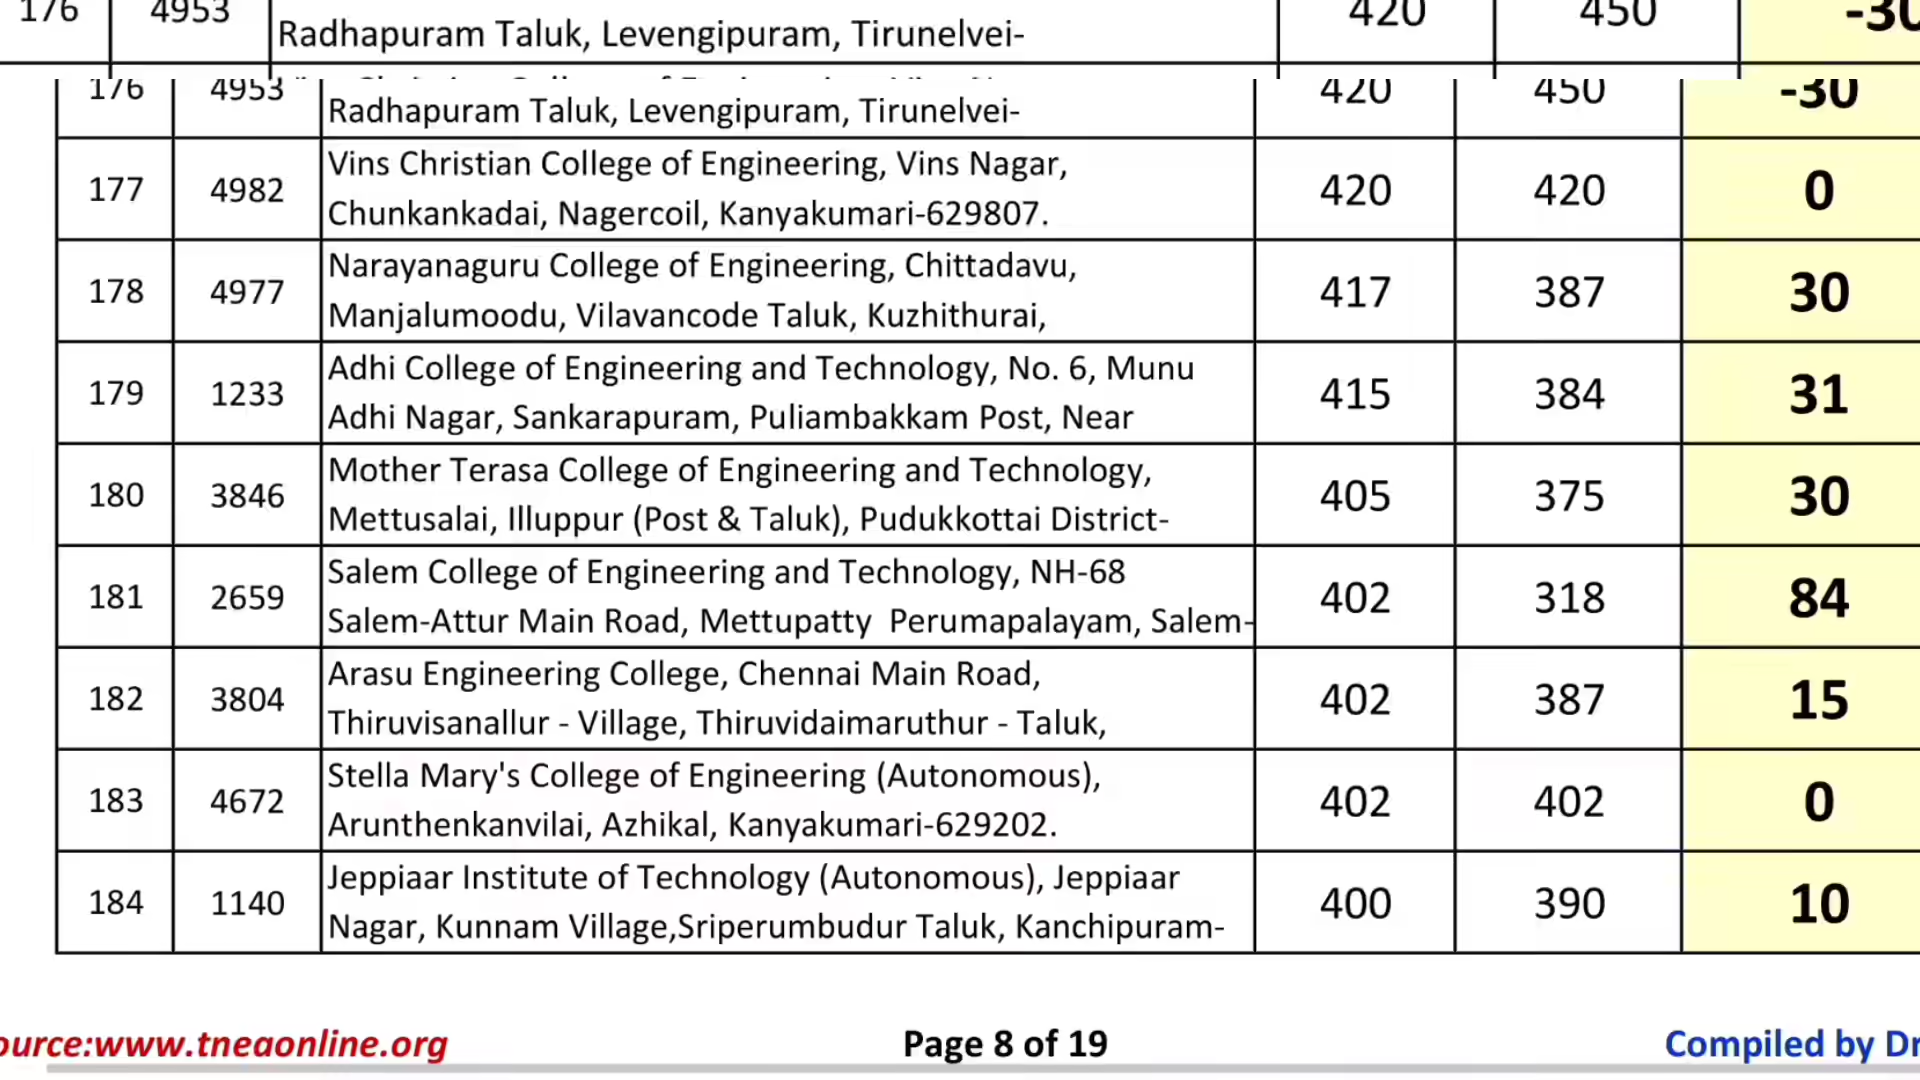 176 4953 Radhapuram Taluk, Levengipuram, Tirunelvei- 420 450 -30
176 4953 Radhapuram Taluk, Levengipuram, Tirunelvei- 420 450 -30
177 4982 Vins Christian College of Engineering, Vins Nagar, 420 420 0
Chunkankadai, Nagercoil, Kanyakumari-629807.
178 4977 Narayanaguru College of Engineering, Chittadavu, 417 387 30
Manjalumoodu, Vilavancode Taluk, Kuzhithurai,
179 1233 Adhi College of Engineering and Technology, No. 6, Munu 415 384 31
Adhi Nagar, Sankarapuram, Puliambakkam Post, Near
180 3846 Mother Terasa College of Engineering and Technology, 405 375 30
Mettusalai, Illuppur (Post & Taluk), Pudukkottai District-
181 2659 Salem College of Engineering and Technology, NH-68 402 318 84
Salem-Attur Main Road, Mettupatty Perumapalayam, Salem-
182 3804 Arasu Engineering College, Chennai Main Road, 402 387 15
Thiruvisanallur - Village, Thiruvidaimaruthur - Taluk,
183 4672 Stella Mary's College of Engineering (Autonomous), 402 402 0
Arunthenkanvilai, Azhikal, Kanyakumari-629202.
184 1140 Jeppiaar Institute of Technology (Autonomous), Jeppiaar 400 390 10
Nagar, Kunnam Village,Sriperumbudur Taluk, Kanchipuram-
ource:www.tneaonline.org Page 8 of 19 Compiled by Dr